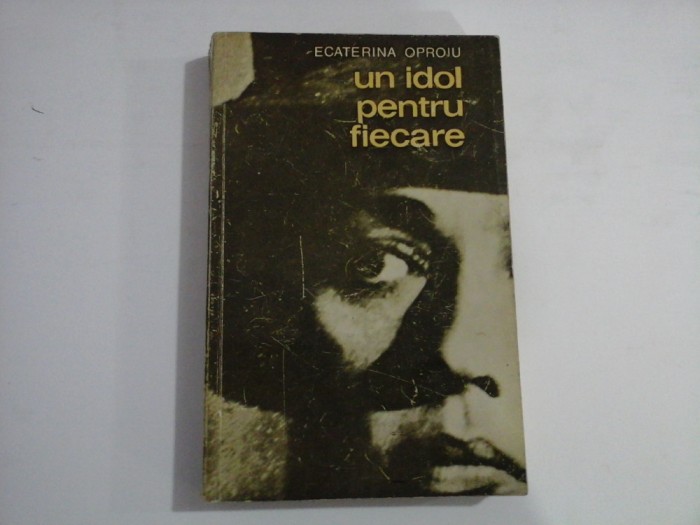 ECATERINA OPROIU
un idol
pentru
fiecare